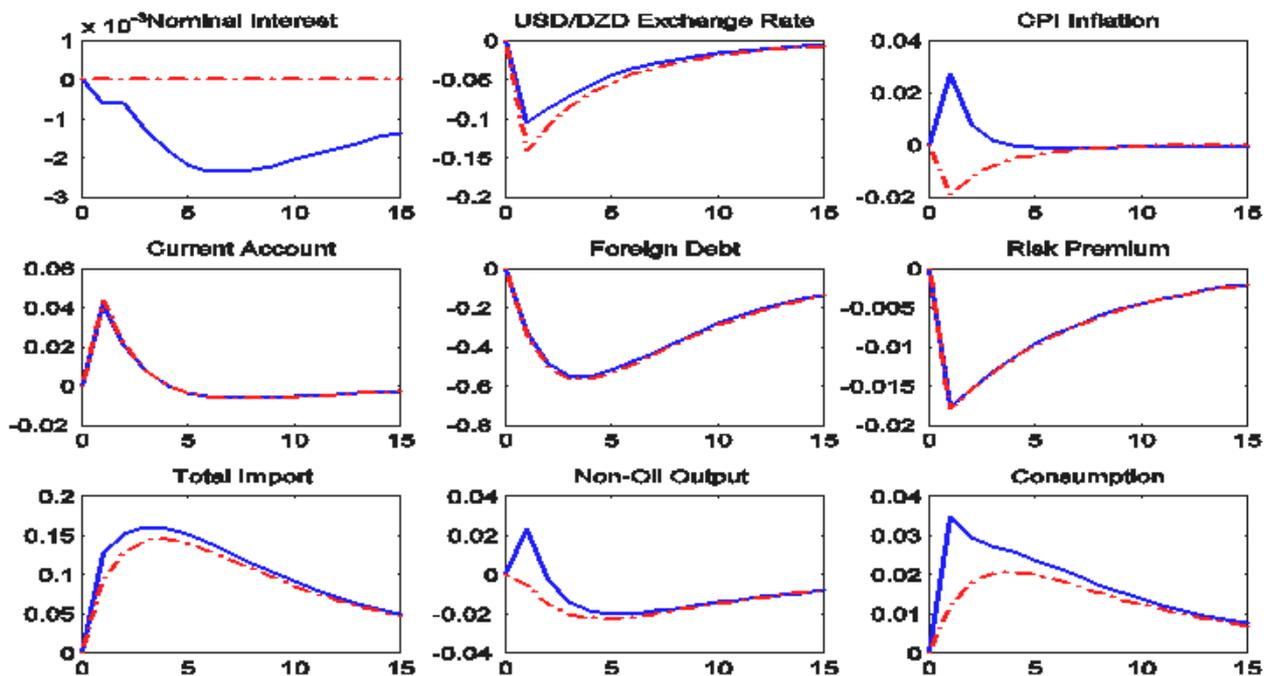 × 10⁻³ Nominal Interest
1
0
-1
-2
-3
0 5 10 15
USD/DZD Exchange Rate
0
-0.05
-0.1
-0.15
-0.2
0 5 10 15
CPI Inflation
0.04
0.02
0
-0.02
0 5 10 15
Current Account
0.06
0.04
0.02
0
-0.02
0 5 10 15
Foreign Debt
0
-0.2
-0.4
-0.6
-0.8
0 5 10 15
Risk Premium
0
-0.005
-0.01
-0.015
-0.02
0 5 10 15
Total Import
0.2
0.15
0.1
0.05
0
0 5 10 15
Non-Oil Output
0.04
0.02
0
-0.02
-0.04
0 5 10 15
Consumption
0.04
0.03
0.02
0.01
0
0 5 10 15